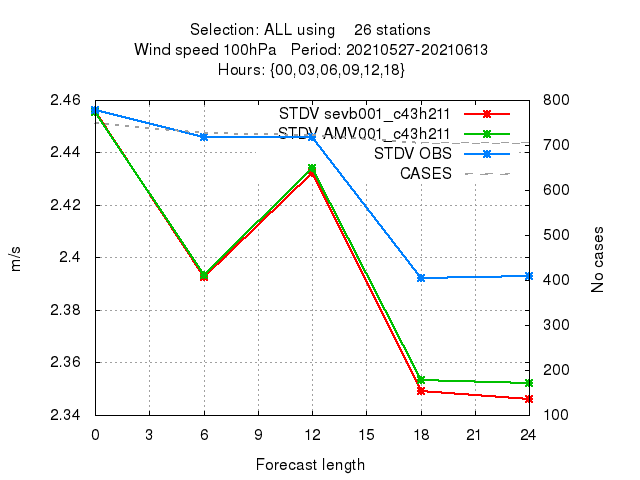 Selection: ALL using 26 stations
Wind speed 100hPa Period: 20210527-20210613
Hours: {00,03,06,09,12,18}
2.46
2.44
2.42
2.4
2.38
2.36
2.34
m/s
STDV sevb001_c43h211
STDV AMV001_c43h211
STDV OBS
CASES
800
700
600
500
400
300
200
100
No cases
0 3 6 9 12 15 18 21 24
Forecast length